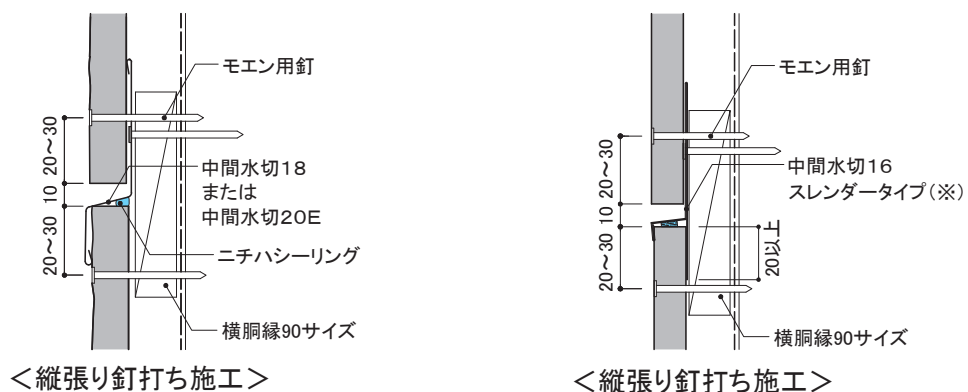 モエン用釘
20～30
10
20～30
中間水切18
または
中間水切20E
ニチハシーリング
横胴縁90サイズ
＜縦張り釘打ち施工＞
モエン用釘
20～30
10
20～30
中間水切16
スレンダータイプ（※）
20以上
横胴縁90サイズ
＜縦張り釘打ち施工＞